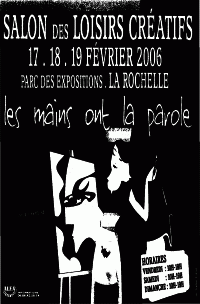 SALON DES LOISIRS CRÉATIFS
17.18.19 FÉVRIER 2006
PARC DES EXPOSITIONS. LA ROCHELLE
les mains ont la parole
HORAIRES
VENDREDI :
SAMEDI :
DIMANCHE :